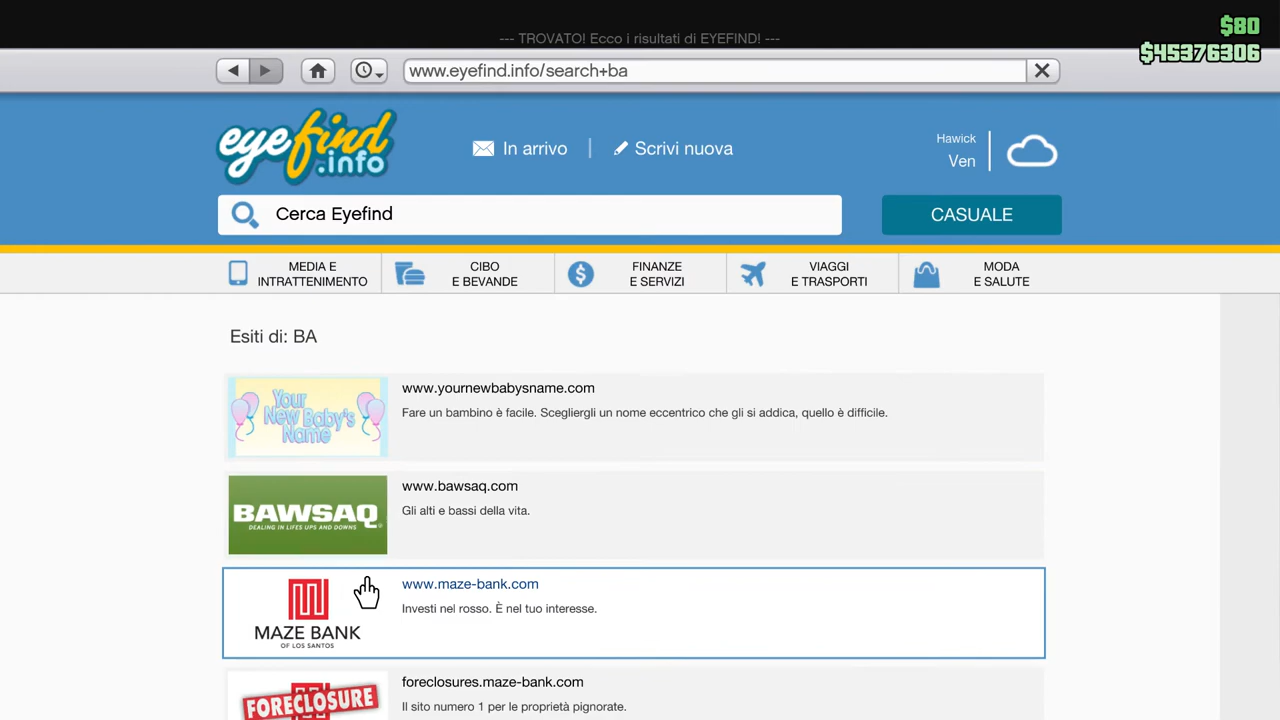 $80
--- TROVATO! Ecco i risultati di EYEFIND! ---
$45376306
www.eyefind.info/search+ba
eyefind
.info
In arrivo
Scrivi nuova
Hawick
Ven
Cerca Eyefind
CASUALE
MEDIA E
INTRATTENIMENTO
CIBO
E BEVANDE
FINANZE
E SERVIZI
VIAGGI
E TRASPORTI
MODA
E SALUTE
Esiti di: BA
YOUR
NEW BABY'S
NAME
www.yournewbabysname.com
Fare un bambino è facile. Scegliergli un nome eccentrico che gli si addica, quello è difficile.
BAWSAQ
DEALING IN LIFES UPS AND DOWNS
www.bawsaq.com
Gli alti e bassi della vita.
MAZE BANK
OF LOS SANTOS
www.maze-bank.com
Investi nel rosso. È nel tuo interesse.
FORECLOSURE
foreclosures.maze-bank.com
Il sito numero 1 per le proprietà pignorate.